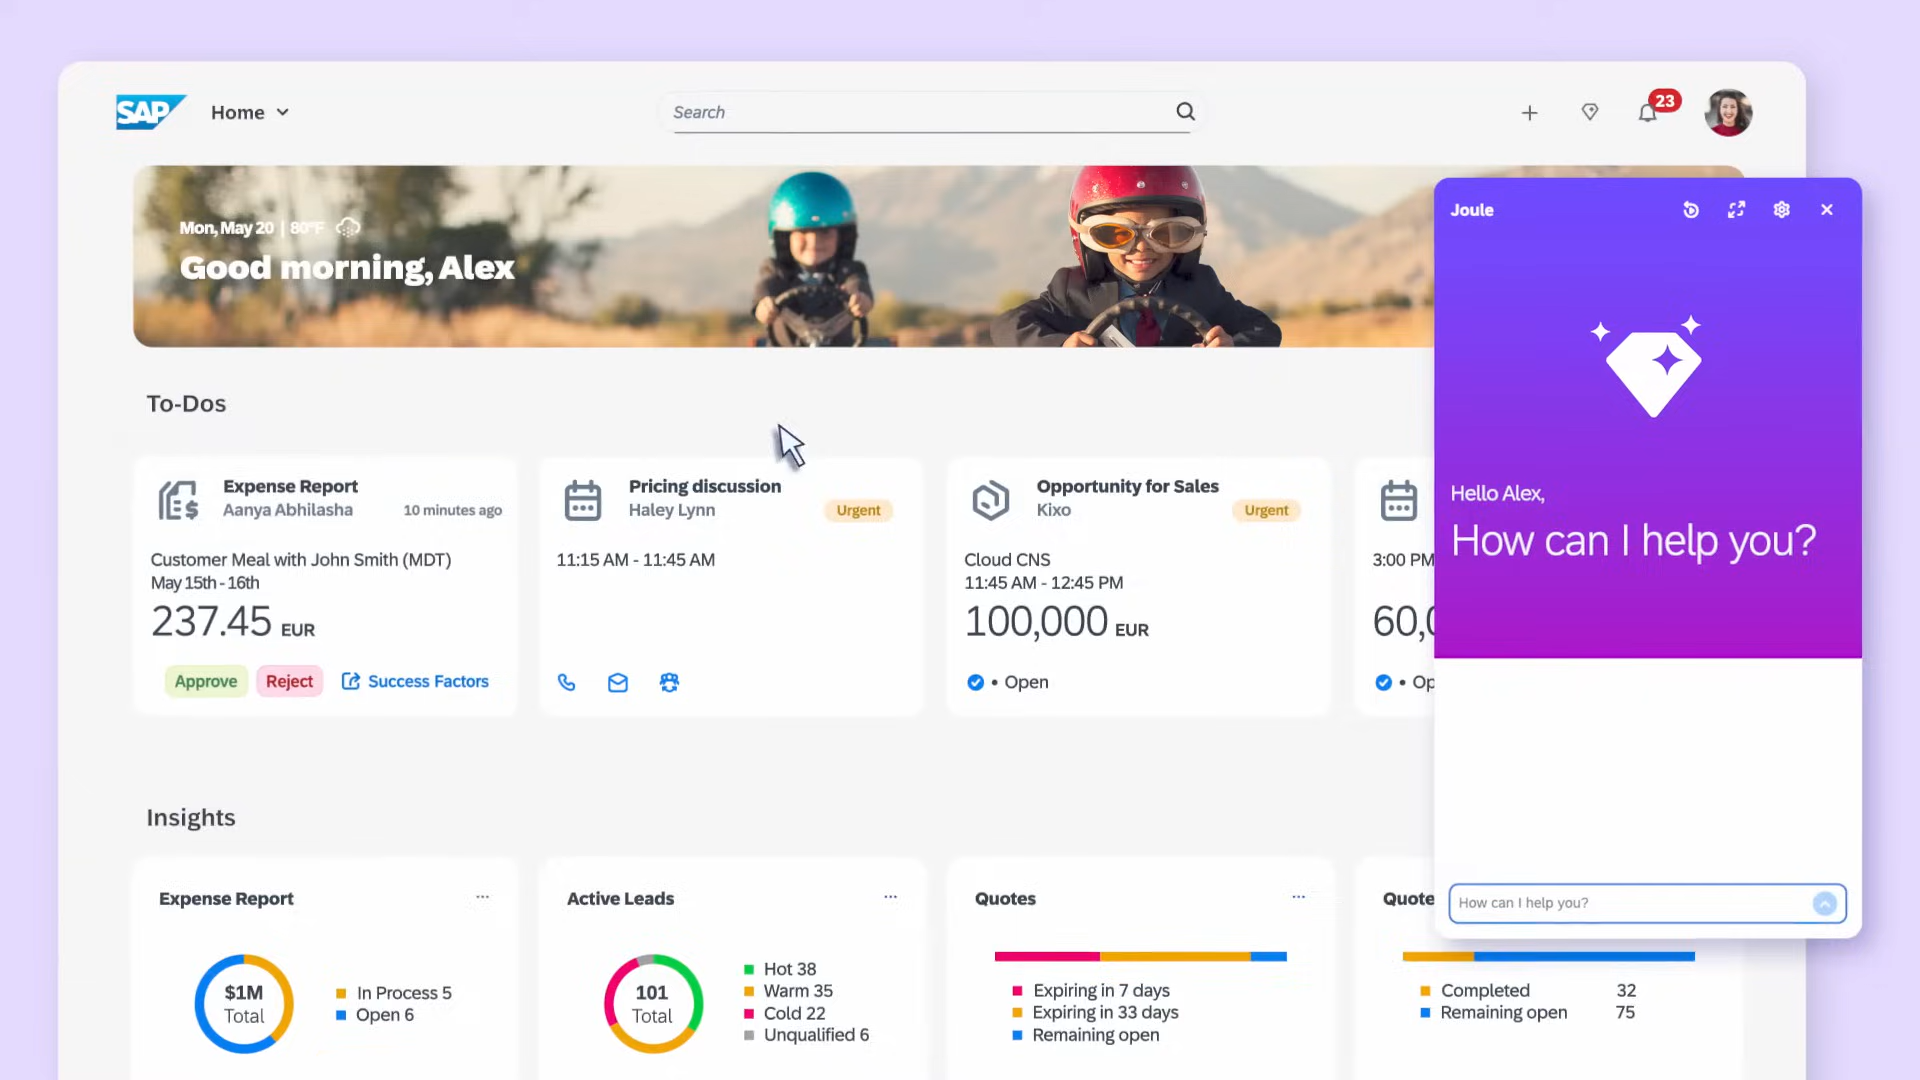 SAP
Home
Search
23
Mon, May 20 | 80°F
Good morning, Alex
Joule
Hello Alex,
How can I help you?
How can I help you?
To-Dos
Expense Report
Aanya Abhilasha
10 minutes ago
Customer Meal with John Smith (MDT)
May 15th - 16th
237.45 EUR
Approve
Reject
Success Factors
Pricing discussion
Haley Lynn
Urgent
11:15 AM - 11:45 AM
Opportunity for Sales
Kixo
Urgent
Cloud CNS
11:45 AM - 12:45 PM
100,000 EUR
• Open
3:00 PM
60,0
• Op
Insights
Expense Report
$1M
Total
In Process 5
Open 6
Active Leads
101
Total
Hot 38
Warm 35
Cold 22
Unqualified 6
Quotes
Expiring in 7 days
Expiring in 33 days
Remaining open
Quote
Completed 32
Remaining open 75